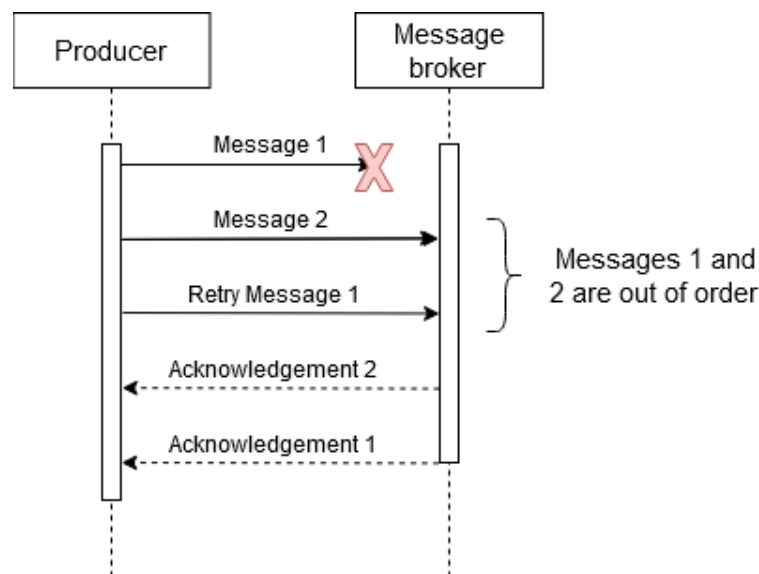 Producer
Message
broker
Message 1
X
Message 2
Retry Message 1
Messages 1 and
2 are out of order
Acknowledgement 2
Acknowledgement 1